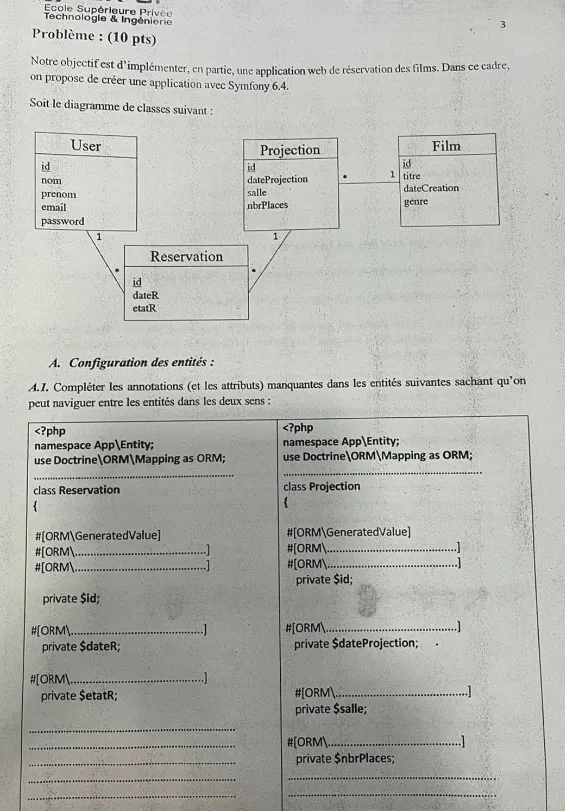 Ecole Supérieure Privée
Technologie & Ingénierie
3
Problème : (10 pts)
Notre objectif est d'implémenter, en partie, une application web de réservation des films. Dans ce cadre,
on propose de créer une application avec Symfony 6.4.
Soit le diagramme de classes suivant :
User
id
nom
prenom
email
password
Projection
id
dateProjection
salle
nbrPlaces
*
1
Film
id
titre
dateCreation
genre
1
1
*
*
Reservation
id
dateR
etatR
A. Configuration des entités :
A.1. Compléter les annotations (et les attributs) manquantes dans les entités suivantes sachant qu'on
peut naviguer entre les entités dans les deux sens :
<?php
namespace App\Entity;
use Doctrine\ORM\Mapping as ORM;
..........................................................
class Reservation
{
#[ORM\GeneratedValue]
#[ORM\............................................]
#[ORM\............................................]
private $id;
#[ORM\............................................]
private $dateR;
#[ORM\............................................]
private $etatR;
..........................................................
..........................................................
..........................................................
..........................................................
..........................................................
<?php
namespace App\Entity;
use Doctrine\ORM\Mapping as ORM;
..........................................................
class Projection
{
#[ORM\GeneratedValue]
#[ORM\............................................]
#[ORM\............................................]
private $id;
#[ORM\............................................]
private $dateProjection;
#[ORM\............................................]
private $salle;
#[ORM\............................................]
private $nbrPlaces;
..........................................................
..........................................................